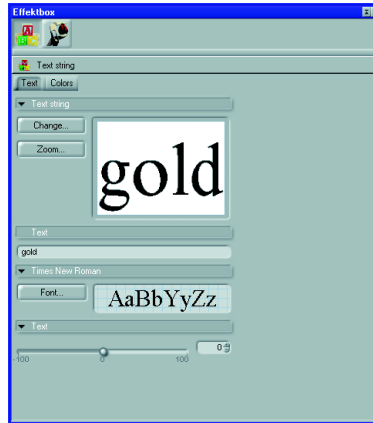 Effektbox
Text string
Text Colors
Text string
Change...
Zoom...
gold
Text
gold
Times New Roman
Font...
AaBbYyZz
Text
0
-100 0 100